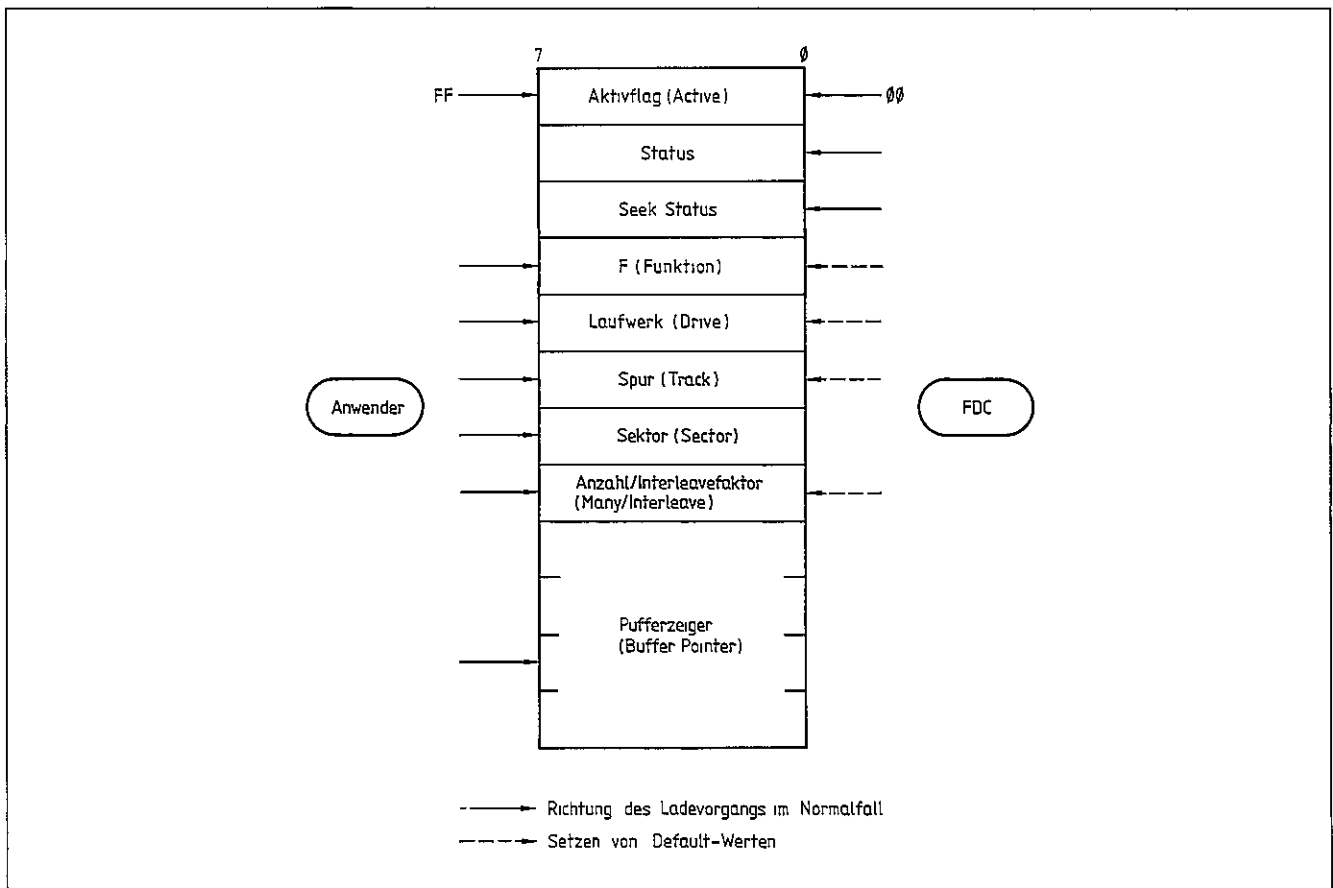 7 Ø
FF Aktivflag (Active) ØØ
Status
Seek Status
F (Funktion)
Laufwerk (Drive)
Spur (Track)
Anwender FDC
Sektor (Sector)
Anzahl/Interleavefaktor
(Many/Interleave)
Pufferzeiger
(Buffer Pointer)
Richtung des Ladevorgangs im Normalfall
Setzen von Default-Werten